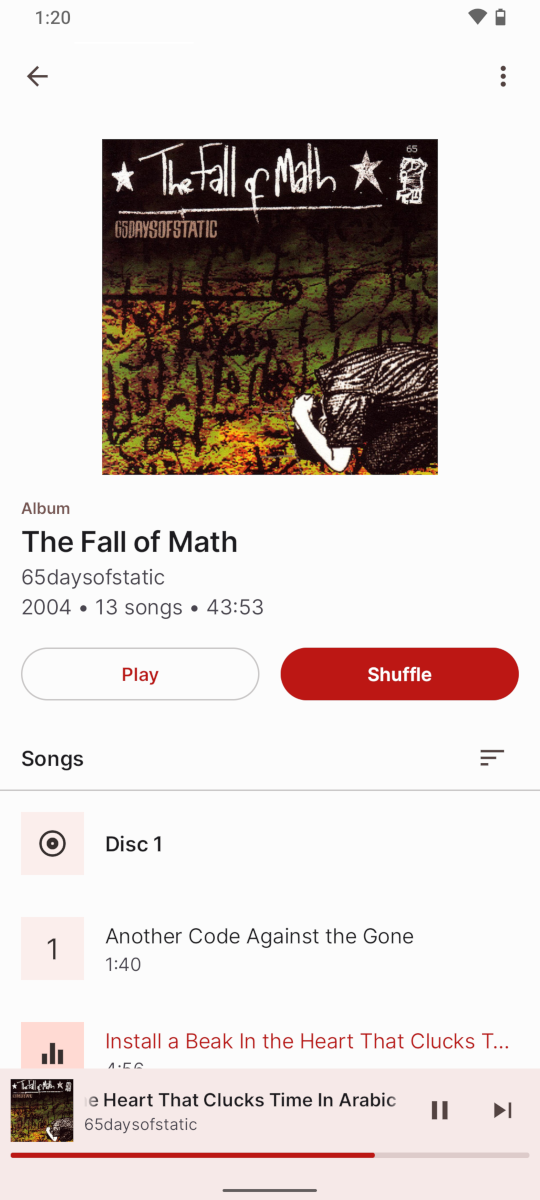 1:20
The Fall of Math
65
65DAYSOFSTATIC
Album
The Fall of Math
65daysofstatic
2004 • 13 songs • 43:53
Play
Shuffle
Songs
Disc 1
1
Another Code Against the Gone
1:40
Install a Beak In the Heart That Clucks T...
4:56
e Heart That Clucks Time In Arabic
65daysofstatic